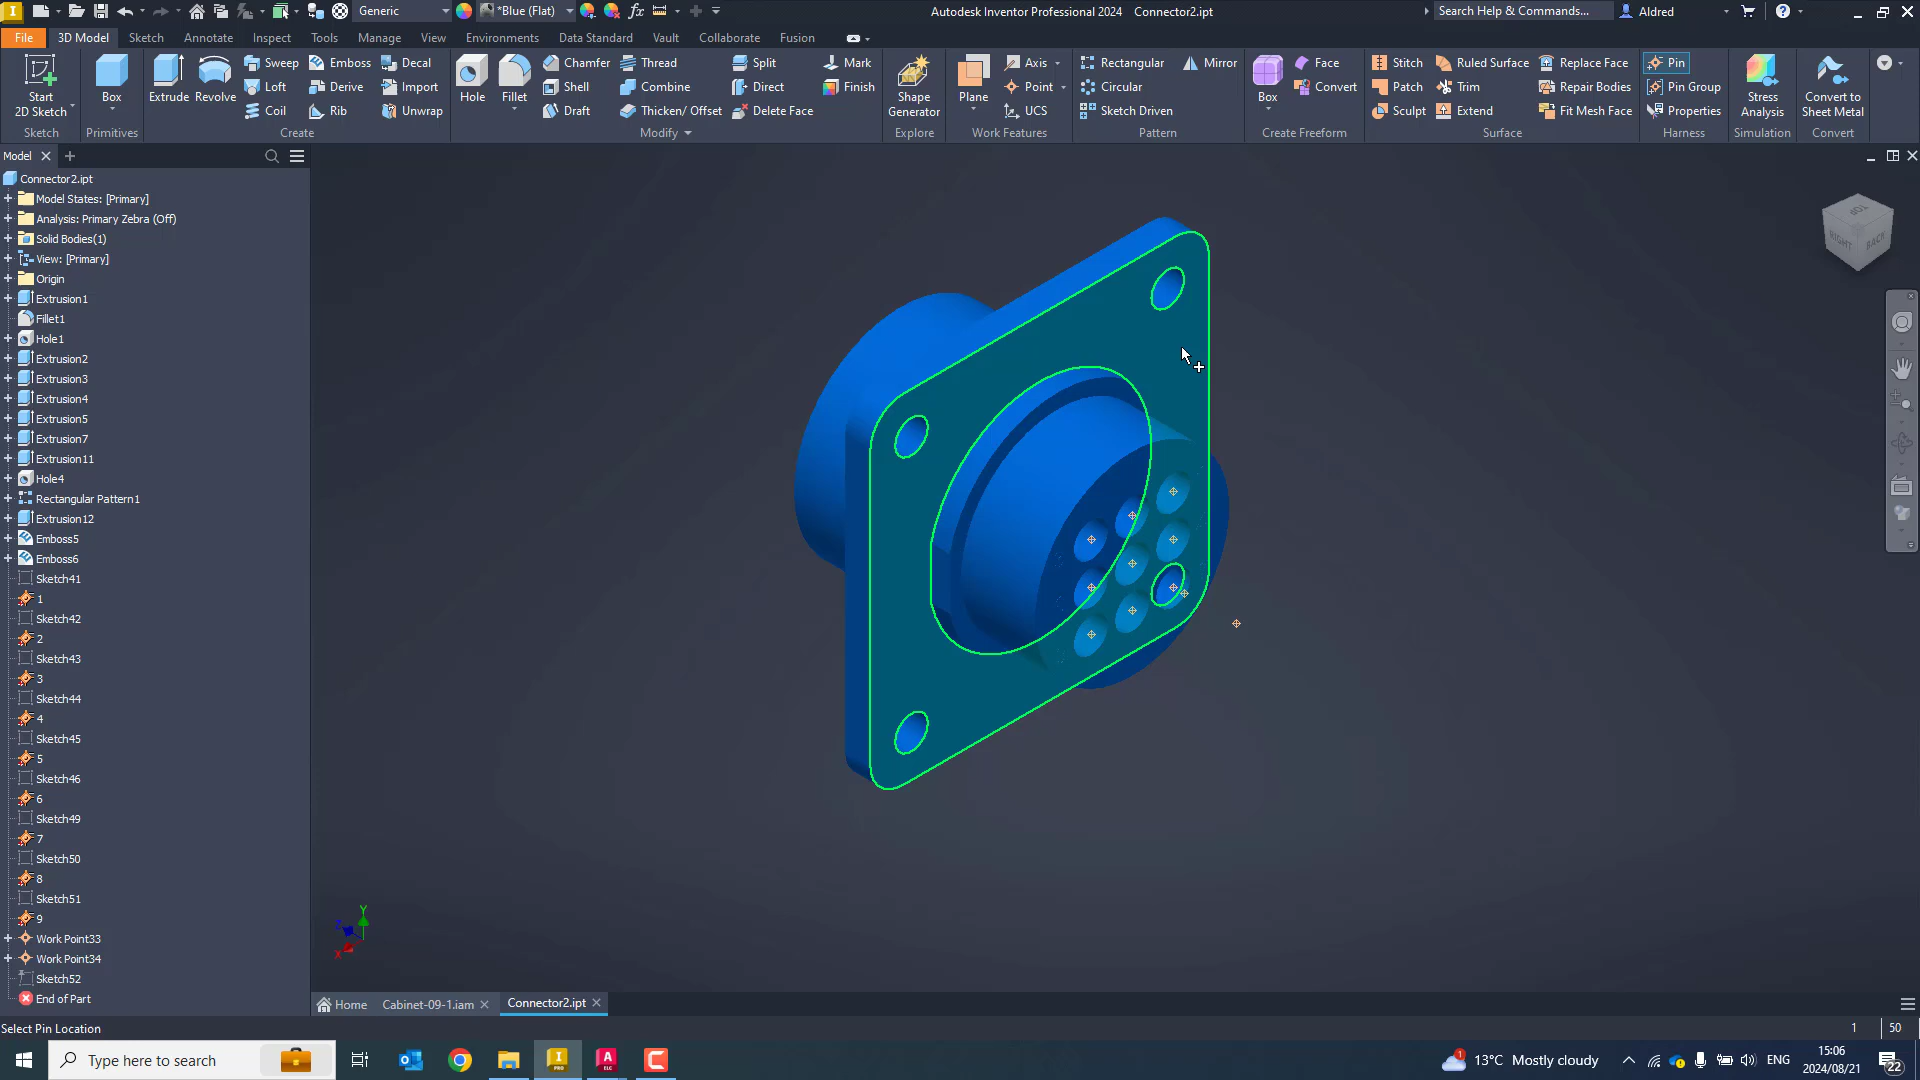 Generic
*Blue (Flat)
Autodesk Inventor Professional 2024 Connector2.ipt
Search Help & Commands...
Aldred
File
3D Model
Sketch
Annotate
Inspect
Tools
Manage
View
Environments
Data Standard
Vault
Collaborate
Fusion
Start
2D Sketch
Sketch
Box
Primitives
Extrude
Revolve
Sweep
Loft
Coil
Emboss
Derive
Rib
Decal
Import
Unwrap
Create
Hole
Fillet
Chamfer
Shell
Draft
Thread
Combine
Thicken/ Offset
Split
Direct
Delete Face
Mark
Finish
Modify
Shape
Generator
Explore
Plane
Axis
Point
UCS
Work Features
Rectangular
Circular
Sketch Driven
Mirror
Pattern
Box
Face
Convert
Create Freeform
Stitch
Patch
Sculpt
Ruled Surface
Trim
Extend
Replace Face
Repair Bodies
Fit Mesh Face
Surface
Pin
Pin Group
Properties
Harness
Stress
Analysis
Simulation
Convert to
Sheet Metal
Convert
Model
Connector2.ipt
Model States: [Primary]
Analysis: Primary Zebra (Off)
Solid Bodies(1)
View: [Primary]
Origin
Extrusion1
Fillet1
Hole1
Extrusion2
Extrusion3
Extrusion4
Extrusion5
Extrusion7
Extrusion11
Hole4
Rectangular Pattern1
Extrusion12
Emboss5
Emboss6
Sketch41
1
Sketch42
2
Sketch43
3
Sketch44
4
Sketch45
5
Sketch46
6
Sketch49
7
Sketch50
8
Sketch51
9
Work Point33
Work Point34
Sketch52
End of Part
TOP
RIGHT
BACK
Y
X
Home
Cabinet-09-1.iam
Connector2.ipt
Select Pin Location
1
50
Type here to search
13°C Mostly cloudy
ENG
15:06
2024/08/21
22